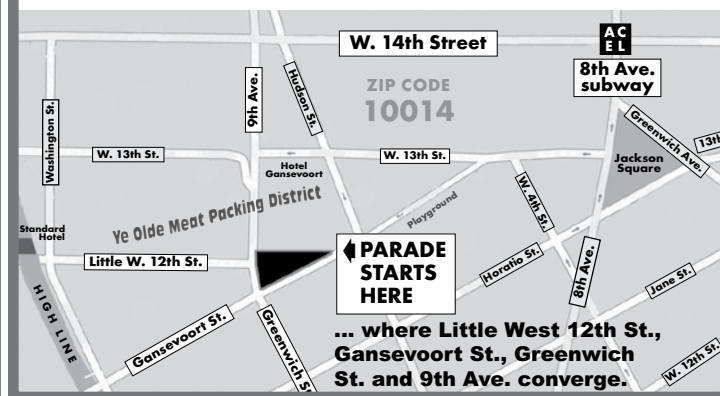 W. 14th Street
AC
EL
8th Ave.
subway
ZIP CODE
10014
Washington St.
9th Ave.
Hudson St.
Greenwich Ave.
13th
W. 13th St.
Hotel
Gansevoort
W. 13th St.
Jackson
Square
Ye Olde Meat Packing District
Playground
W. 4th St.
Standard
Hotel
Little W. 12th St.
PARADE
STARTS
HERE
Horatio St.
8th Ave.
Jane St.
HIGH LINE
Gansevoort St.
Greenwich St
W. 12th St.
... where Little West 12th St.,
Gansevoort St., Greenwich
St. and 9th Ave. converge.